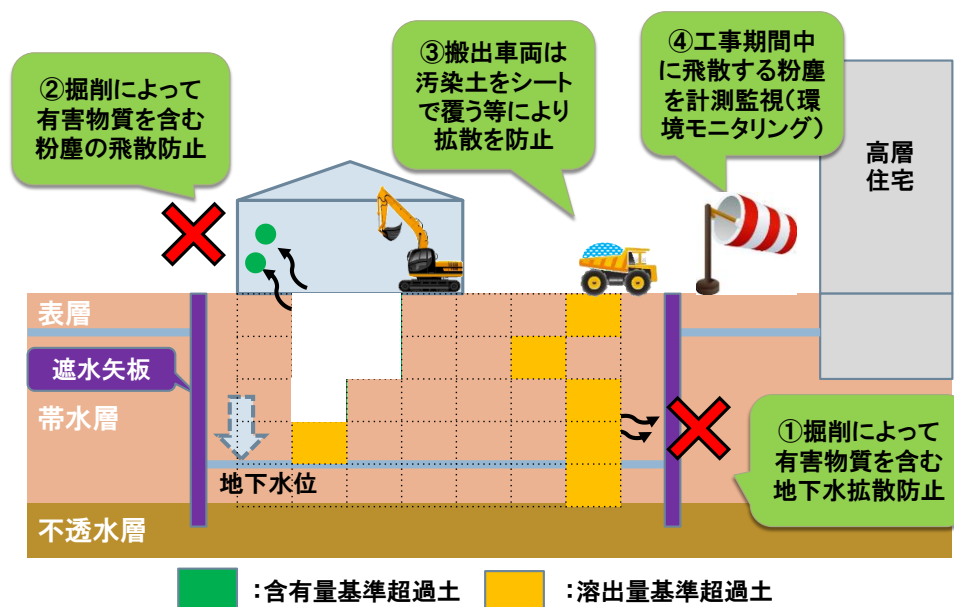 ②掘削によって
有害物質を含む
粉塵の飛散防止
③搬出車両は
汚染土をシート
で覆う等により
拡散を防止
④工事期間中
に飛散する粉塵
を計測監視(環
境モニタリング)
高層
住宅
表層
遮水矢板
帯水層
地下水位
①掘削によって
有害物質を含む
地下水拡散防止
不透水層
:含有量基準超過土
:溶出量基準超過土